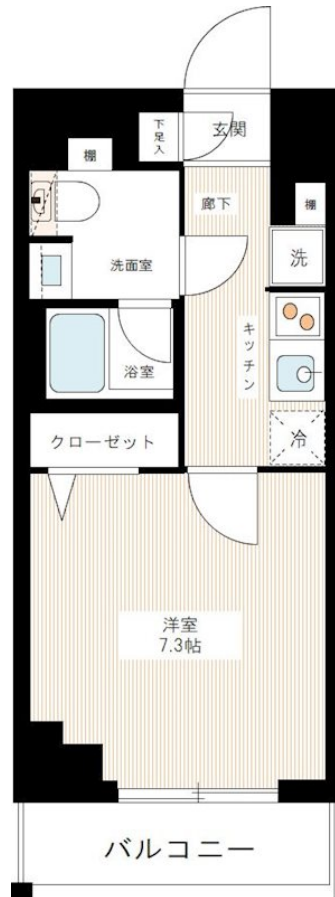 下足入
玄関
棚
廊下
棚
洗面室
洗
キッチン
浴室
クローゼット
冷
洋室
7.3帖
バルコニー